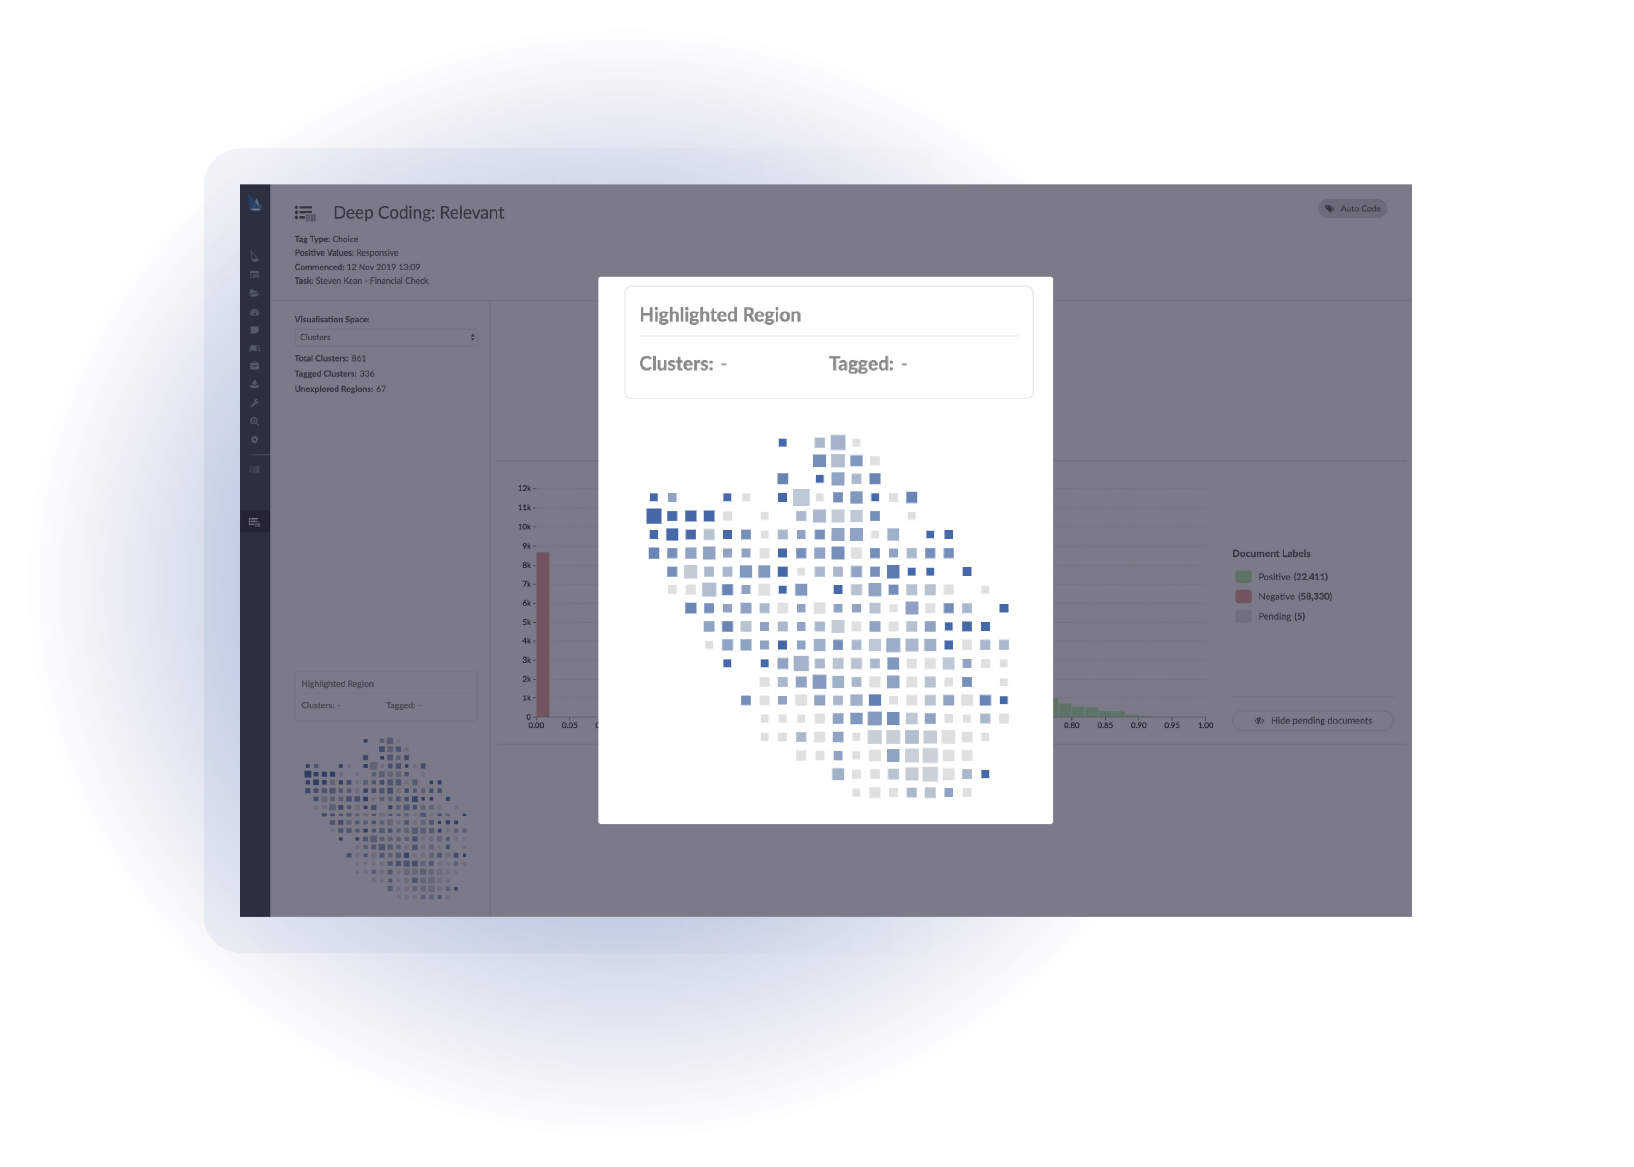 Deep Coding: Relevant
Auto Code
Tag Type: Choice
Positive Values: Responsive
Commenced: 12 Nov 2019 13:09
Task: Steven Kean - Financial Check
Visualisation Space:
Clusters
Total Clusters: 861
Tagged Clusters: 336
Unexplored Regions: 67
Highlighted Region
Clusters: -
Tagged: -
Highlighted Region
Clusters: - Tagged: -
12k
11k
10k
9k
8k
7k
6k
5k
4k
3k
2k
1k
0
0.00 0.05 0.80 0.85 0.90 0.95 1.00
Document Labels
Positive (22,411)
Negative (58,330)
Pending (5)
Hide pending documents